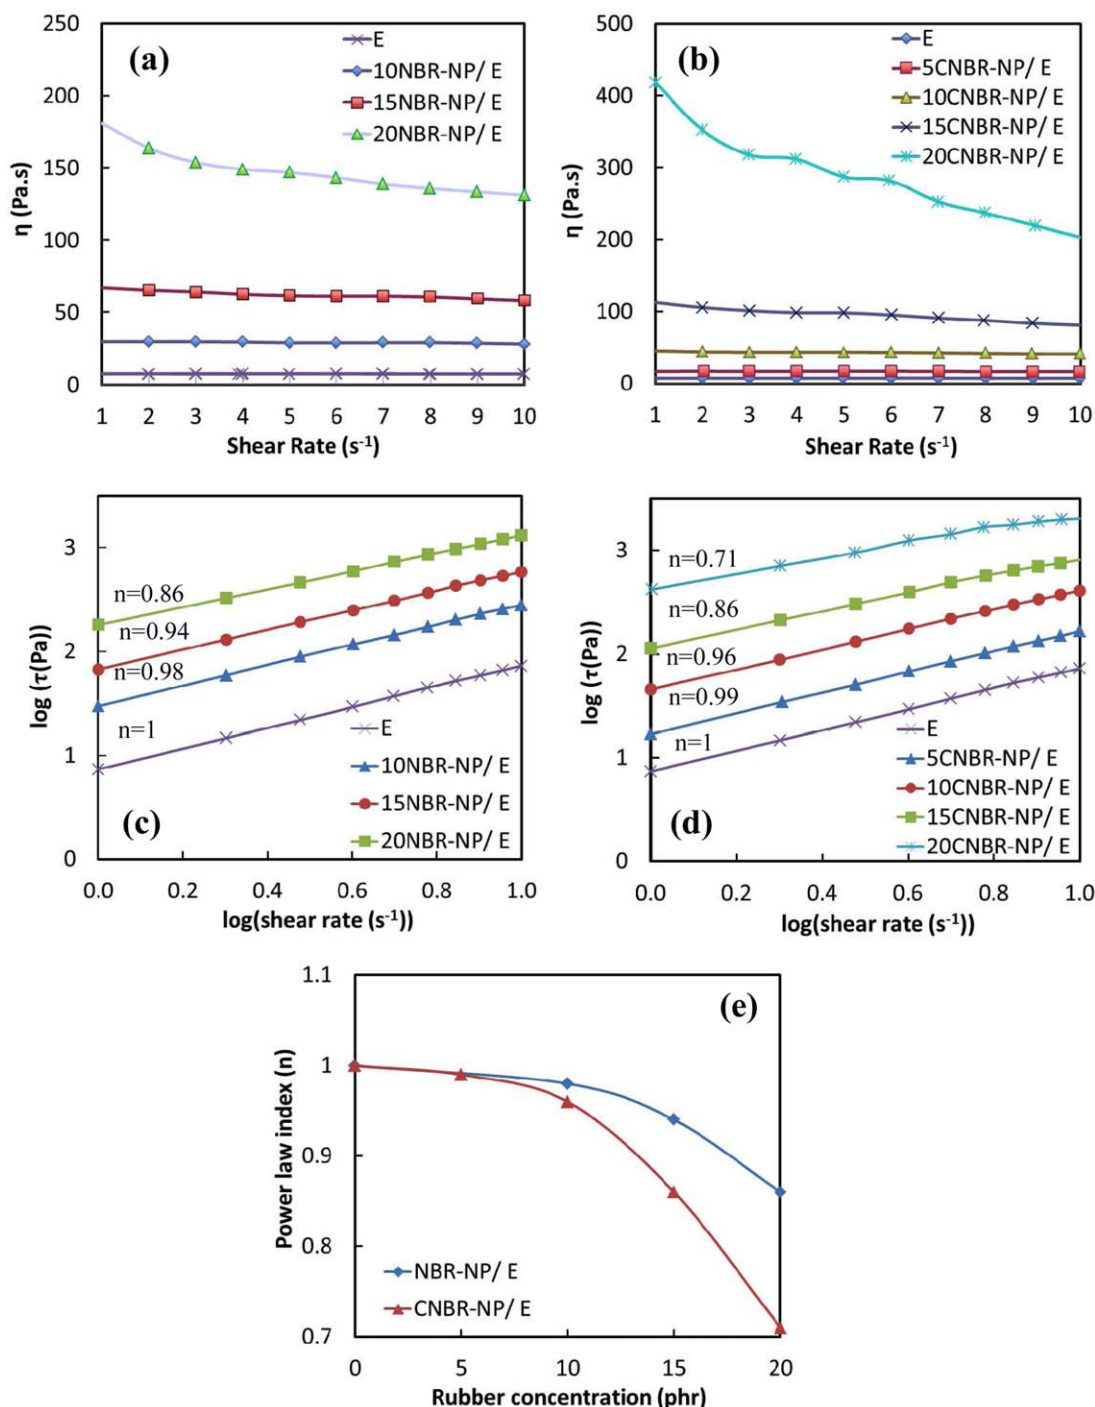 (a)
250
200
150
100
50
0
η (Pa.s)
E
10NBR-NP/ E
15NBR-NP/ E
20NBR-NP/ E
1 2 3 4 5 6 7 8 9 10
Shear Rate (s⁻¹)
(b)
500
400
300
200
100
0
η (Pa.s)
E
5CNBR-NP/ E
10CNBR-NP/ E
15CNBR-NP/ E
20CNBR-NP/ E
1 2 3 4 5 6 7 8 9 10
Shear Rate (s⁻¹)
3
2
1
0
log (τ(Pa))
n=0.86
n=0.94
n=0.98
n=1
E
10NBR-NP/ E
15NBR-NP/ E
20NBR-NP/ E
(c)
0.0 0.2 0.4 0.6 0.8 1.0
log(shear rate (s⁻¹))
3
2
1
0
log (τ(Pa))
n=0.71
n=0.86
n=0.96
n=0.99
n=1
E
5CNBR-NP/ E
10CNBR-NP/ E
15CNBR-NP/ E
20CNBR-NP/ E
(d)
0.0 0.2 0.4 0.6 0.8 1.0
log(shear rate (s⁻¹))
(e)
1.1
1
0.9
0.8
0.7
Power law index (n)
NBR-NP/ E
CNBR-NP/ E
0 5 10 15 20
Rubber concentration (phr)